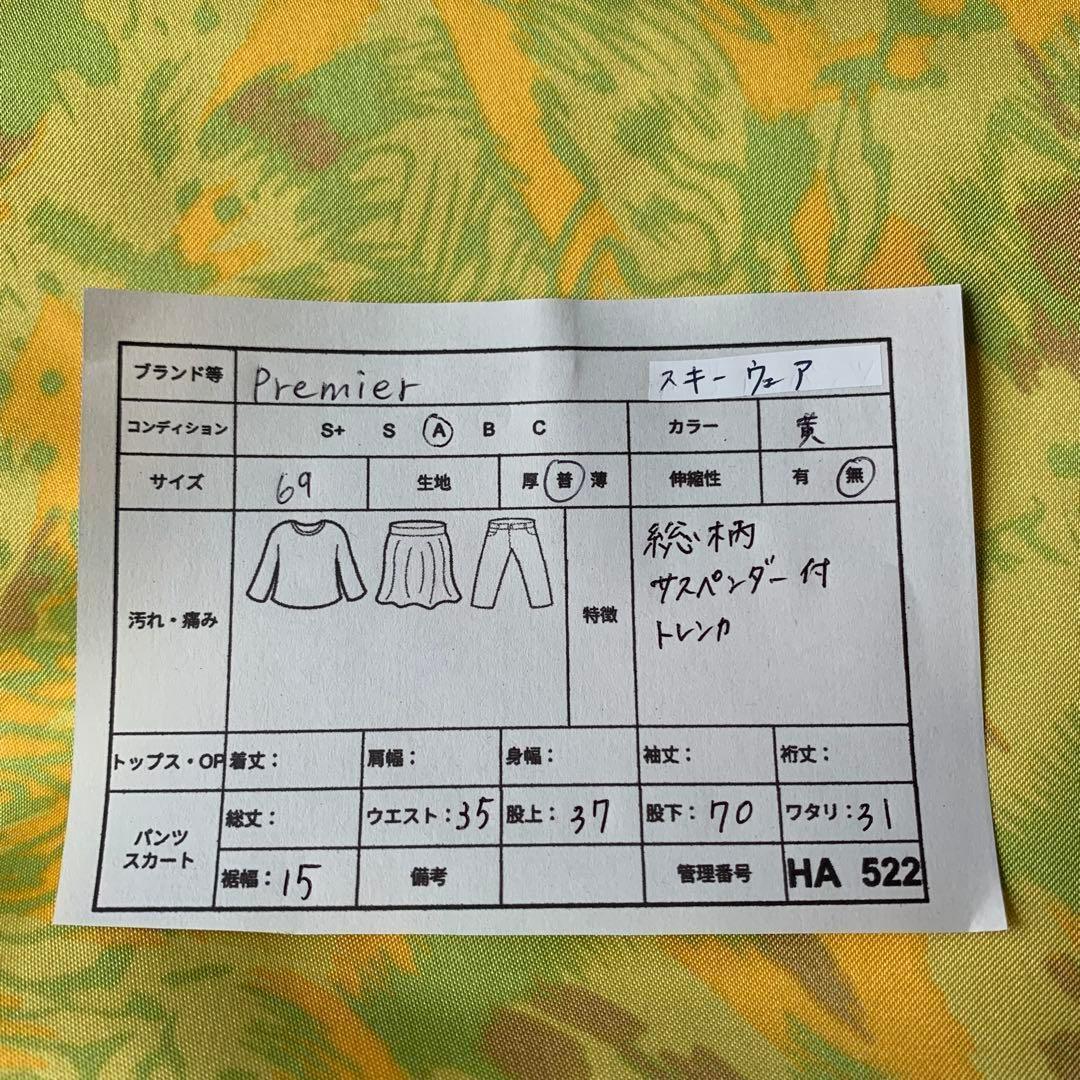 ブランド等 Premier スキーウェア
コンディション S+ S A B C カラー 黄
サイズ 69 生地 厚 普 薄 伸縮性 有 無
汚れ・痛み 特徴 総柄
サスペンダー付
トレンカ
トップス・OP 着丈: 肩幅: 身幅: 袖丈: 裄丈:
パンツ スカート 総丈: ウエスト:35 股上:37 股下:70 ワタリ:31
裾幅:15 備考 管理番号 HA 522